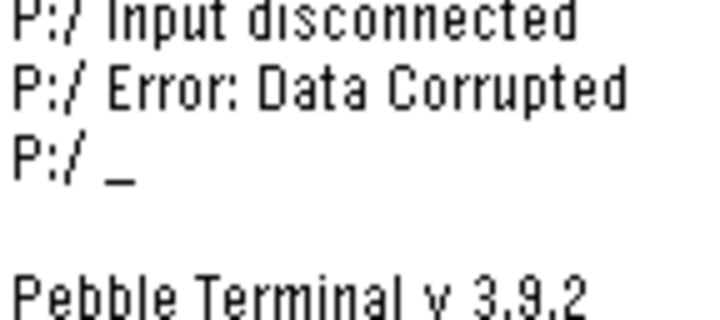 P:/ Input disconnected
P:/ Error: Data Corrupted
P:/ _
Pebble Terminal v 3.9.2